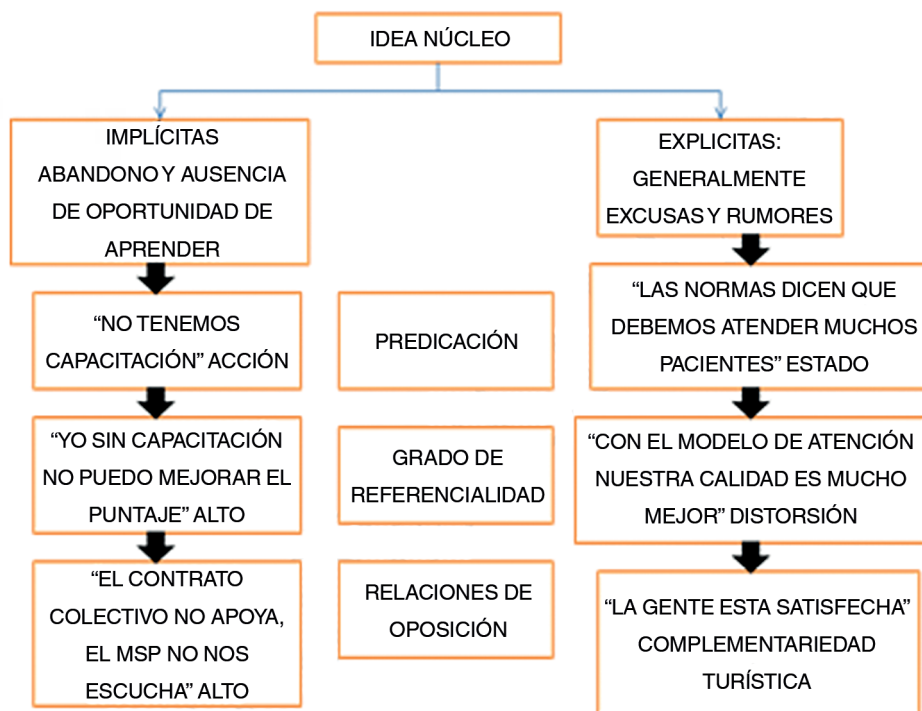 IDEA NÚCLEO
IMPLÍCITAS
ABANDONO Y AUSENCIA
DE OPORTUNIDAD DE
APRENDER
EXPLICITAS:
GENERALMENTE
EXCUSAS Y RUMORES
“NO TENEMOS
CAPACITACIÓN” ACCIÓN
PREDICACIÓN
“LAS NORMAS DICEN QUE
DEBEMOS ATENDER MUCHOS
PACIENTES” ESTADO
“YO SIN CAPACITACIÓN
NO PUEDO MEJORAR EL
PUNTAJE” ALTO
GRADO DE
REFERENCIALIDAD
“CON EL MODELO DE ATENCIÓN
NUESTRA CALIDAD ES MUCHO
MEJOR” DISTORSIÓN
“EL CONTRATO
COLECTIVO NO APOYA,
EL MSP NO NOS
ESCUCHA” ALTO
RELACIONES DE
OPOSICIÓN
“LA GENTE ESTA SATISFECHA”
COMPLEMENTARIEDAD
TURÍSTICA